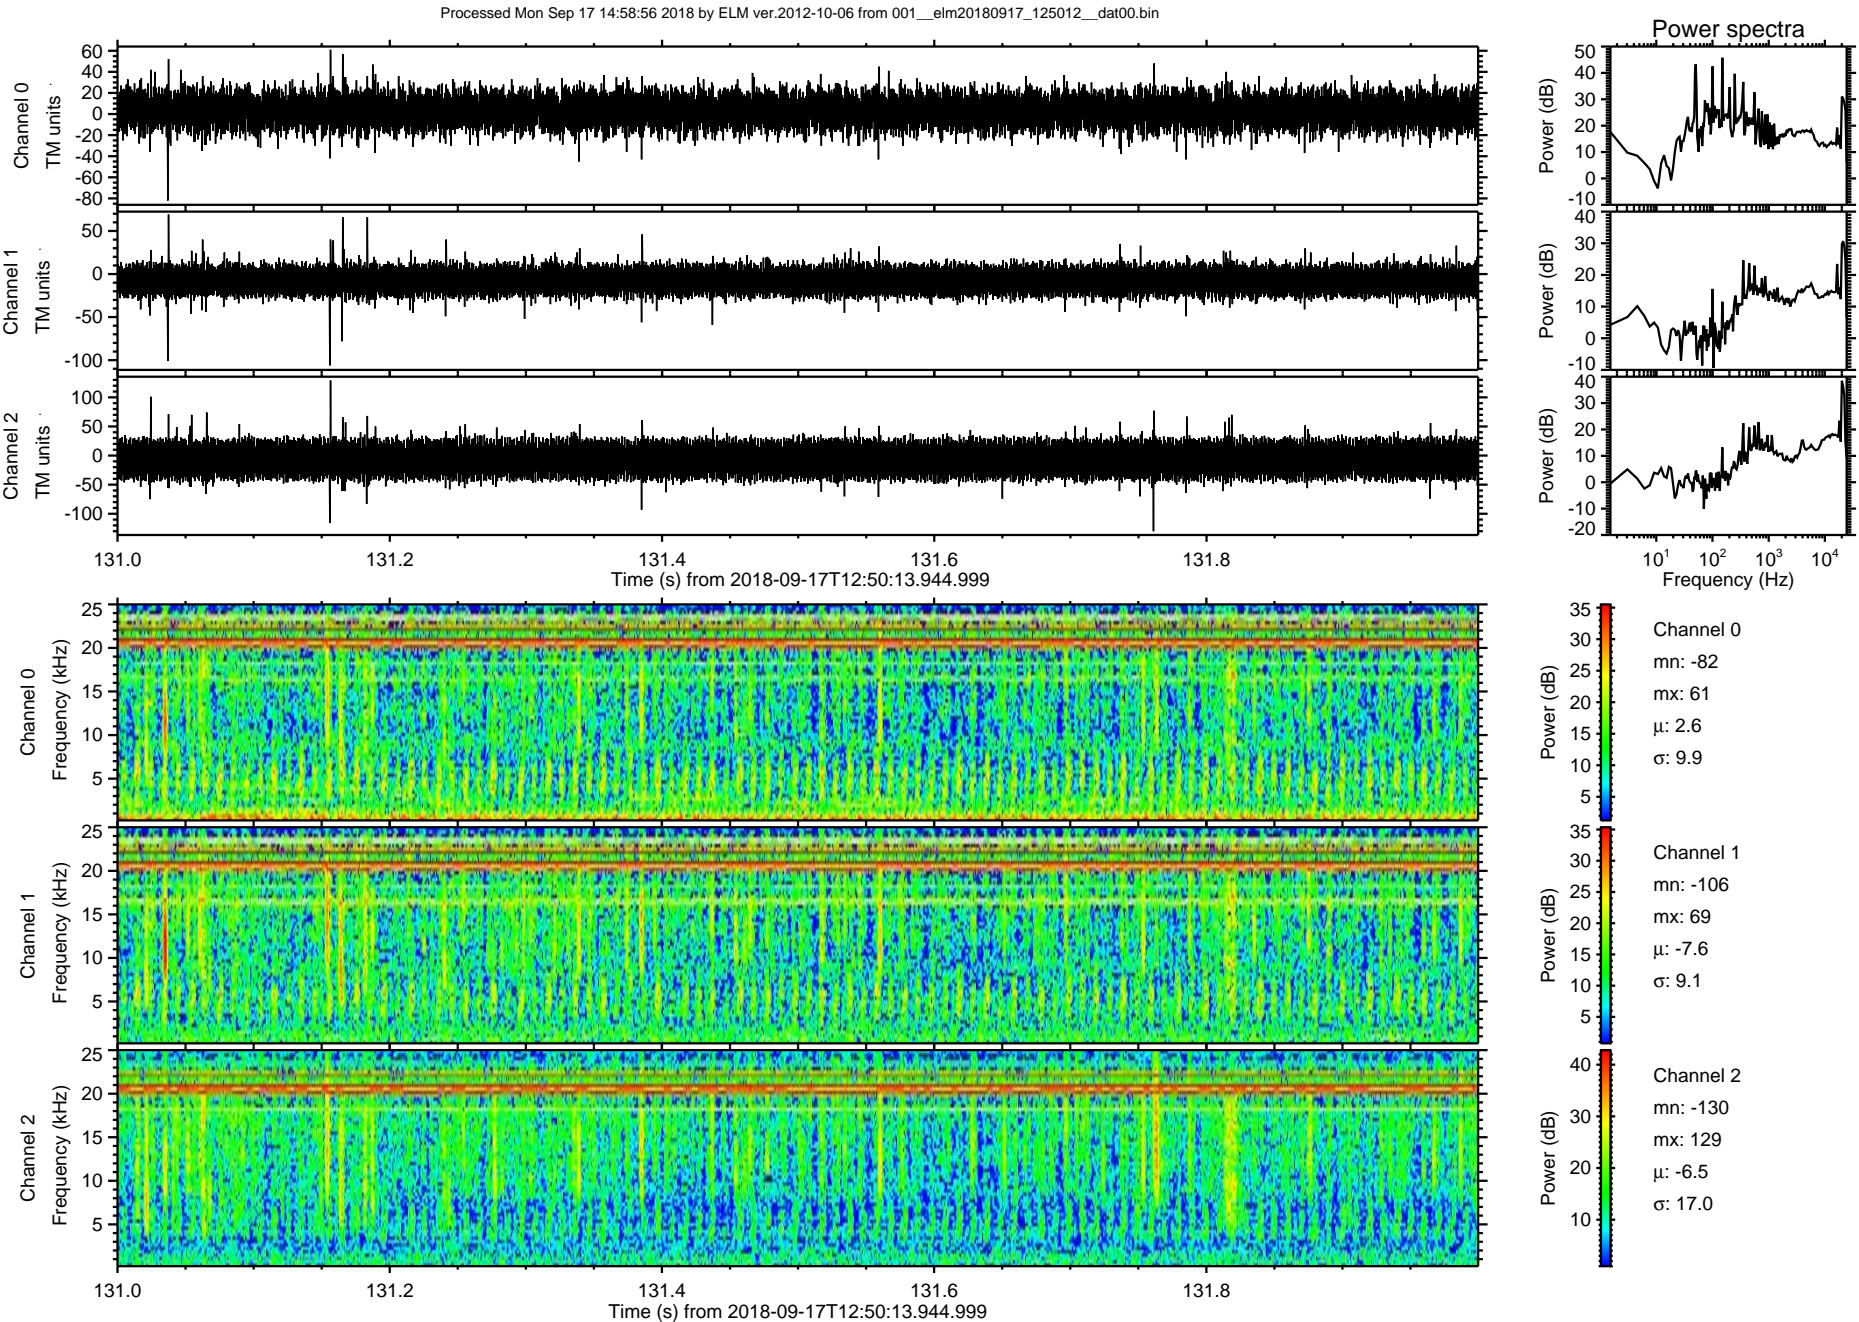 Processed Mon Sep 17 14:58:56 2018 by ELM ver.2012-10-06 from 001__elm20180917_125012__dat00.bin
Power spectra
Channel 0
TM units
60
40
20
0
-20
-40
-60
-80
Power (dB)
50
40
30
20
10
0
-10
Channel 1
TM units
50
0
-50
-100
Power (dB)
40
30
20
10
0
-10
Channel 2
TM units
100
50
0
-50
-100
Power (dB)
40
30
20
10
0
-10
-20
131.0 131.2 131.4 131.6 131.8
Time (s) from 2018-09-17T12:50:13.944.999
10^1 10^2 10^3 10^4
Frequency (Hz)
Channel 0
Frequency (kHz)
25
20
15
10
5
Power (dB)
35
30
25
20
15
10
5
Channel 0
mn: -82
mx: 61
μ: 2.6
σ: 9.9
Channel 1
Frequency (kHz)
25
20
15
10
5
Power (dB)
35
30
25
20
15
10
5
Channel 1
mn: -106
mx: 69
μ: -7.6
σ: 9.1
Channel 2
Frequency (kHz)
25
20
15
10
5
Power (dB)
40
30
20
10
Channel 2
mn: -130
mx: 129
μ: -6.5
σ: 17.0
131.0 131.2 131.4 131.6 131.8
Time (s) from 2018-09-17T12:50:13.944.999